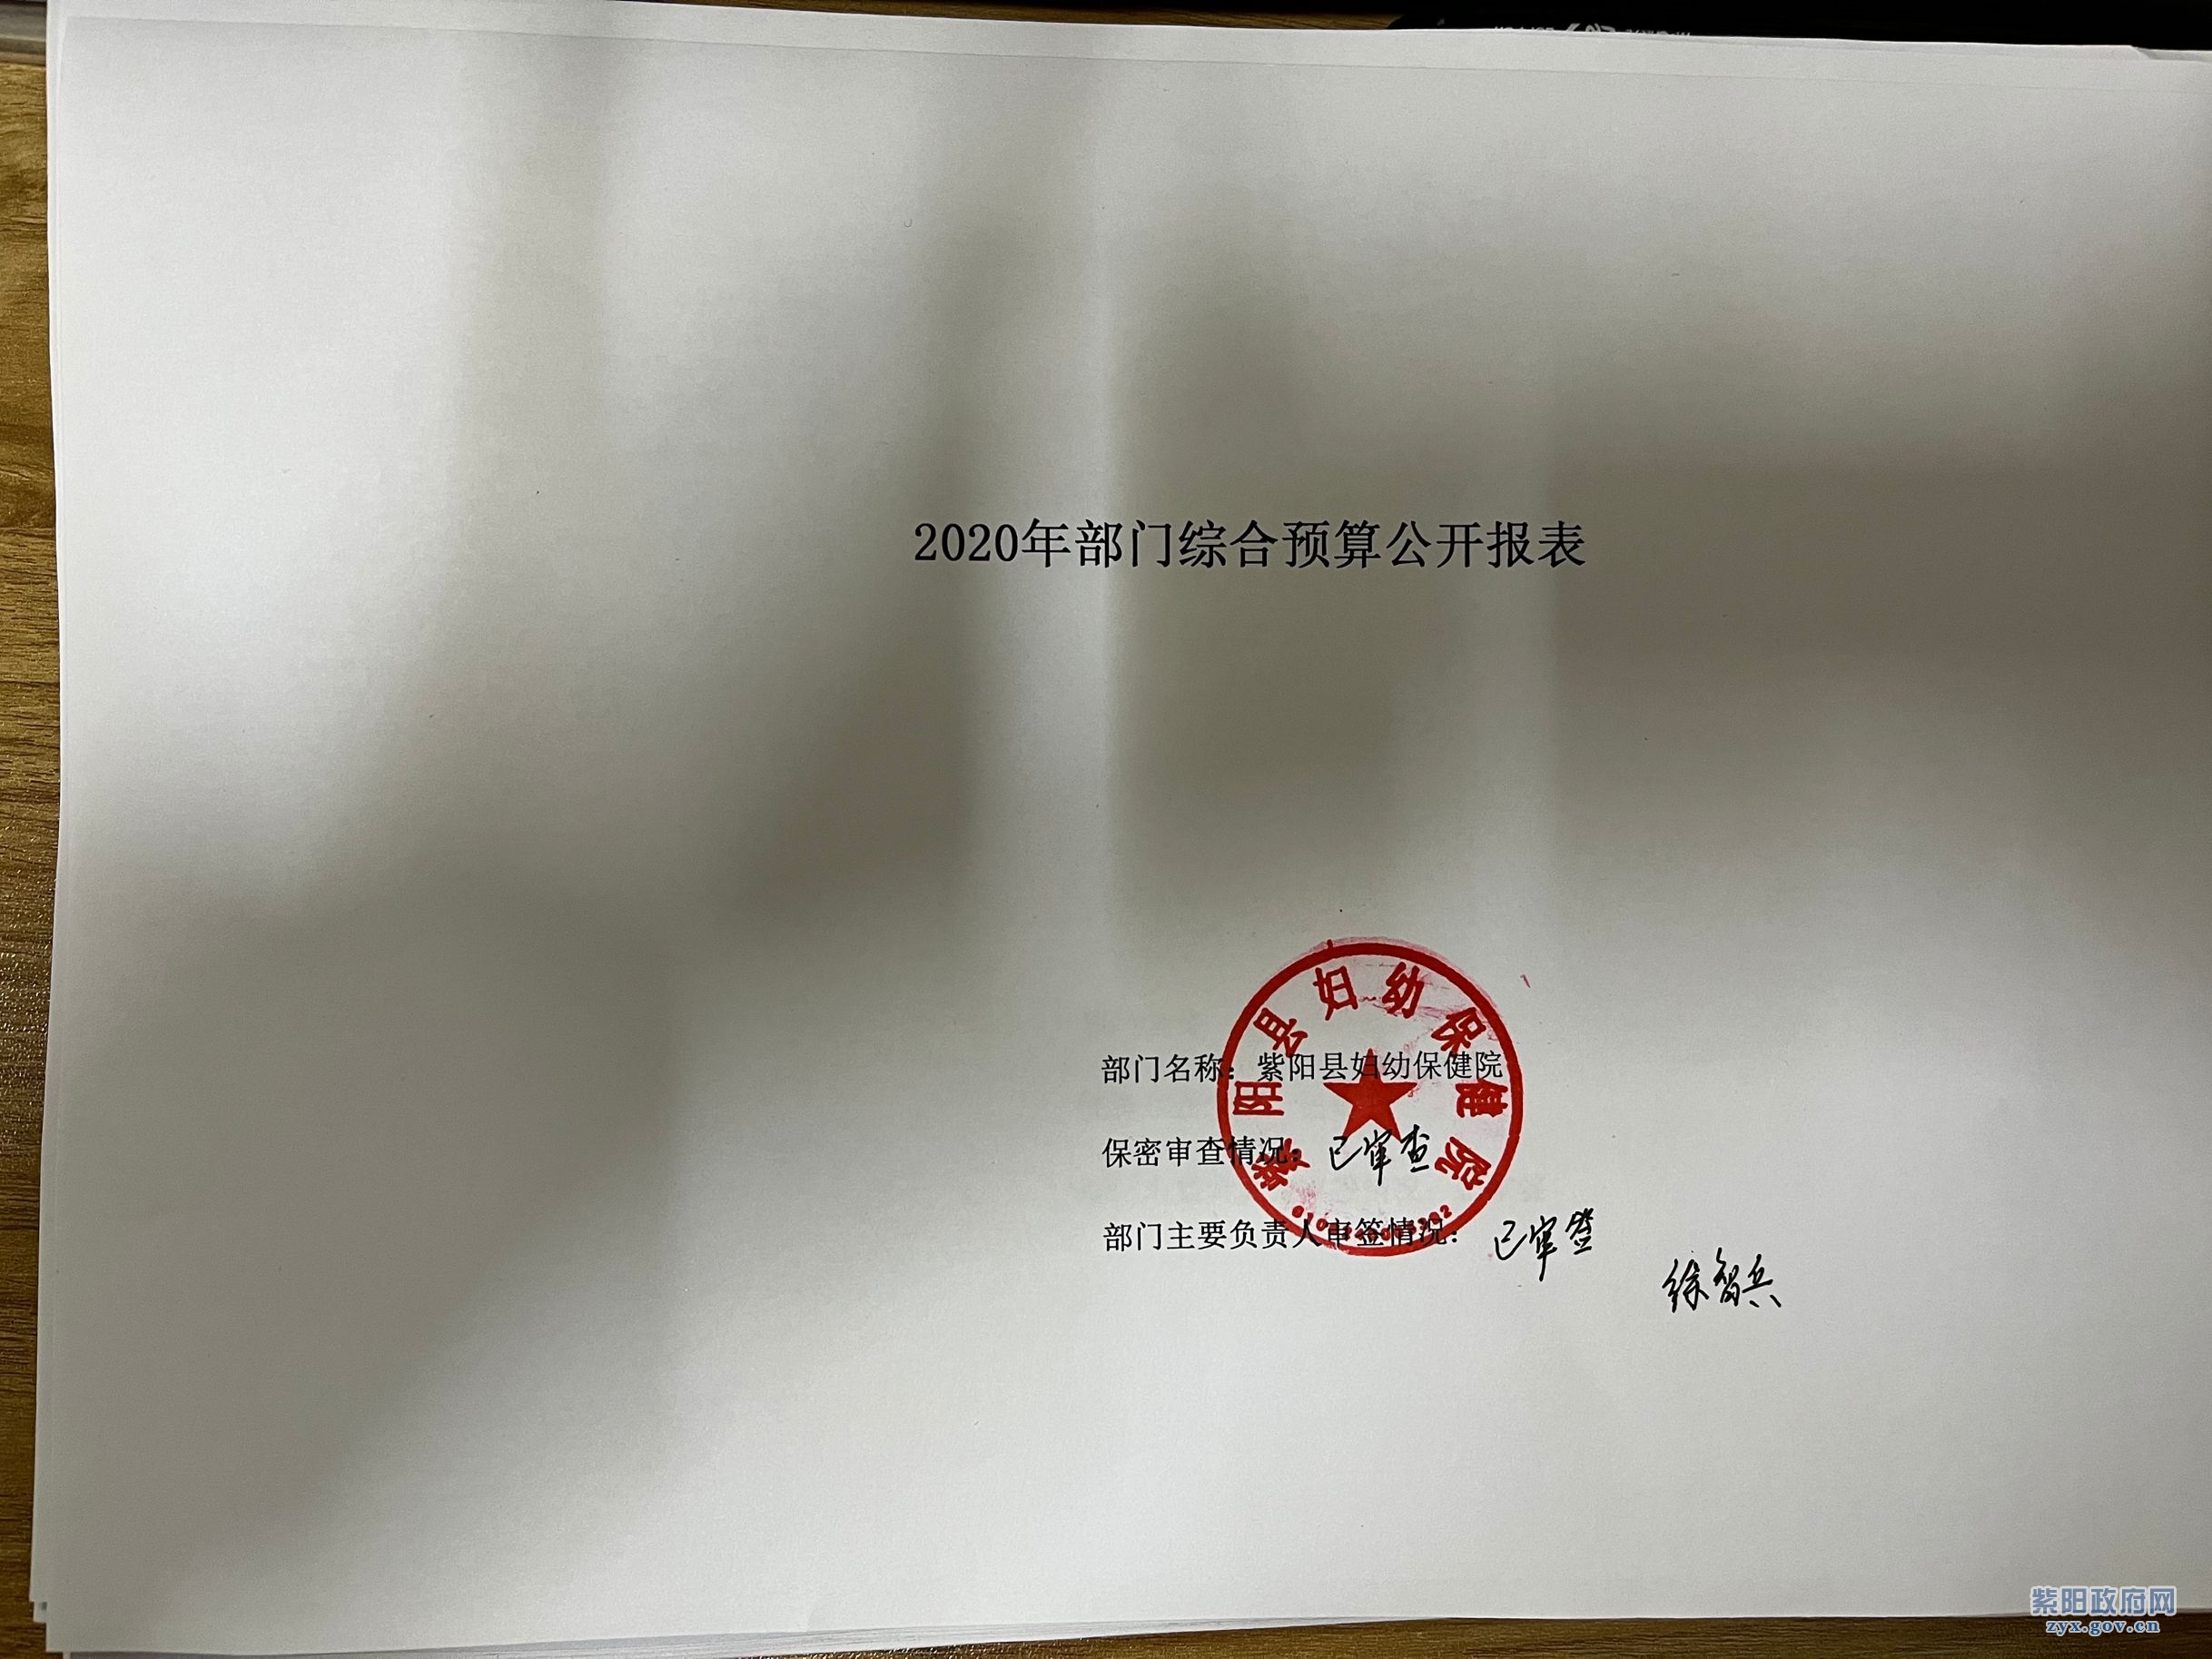 2020年部门综合预算公开报表
紫阳县妇幼保健院
部门名称：紫阳县妇幼保健院
保密审查情况：已审查
部门主要负责人审签情况：已审签
徐智兵
紫阳政府网
zyx.gov.cn